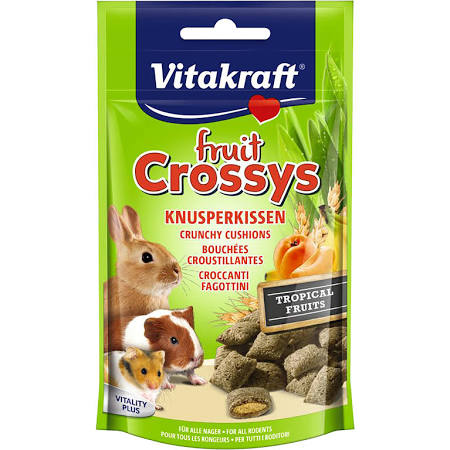 Vitakraft
fruit
Crossys
KNUSPERKISSEN
CRUNCHY CUSHIONS
BOUCHÉES
CROUSTILLANTES
CROCCANTI
FAGOTTINI
TROPICAL
FRUITS
VITALITY
PLUS
FÜR ALLE NAGER • FOR ALL RODENTS
POUR TOUS LES RONGEURS • PER TUTTI I RODITORI